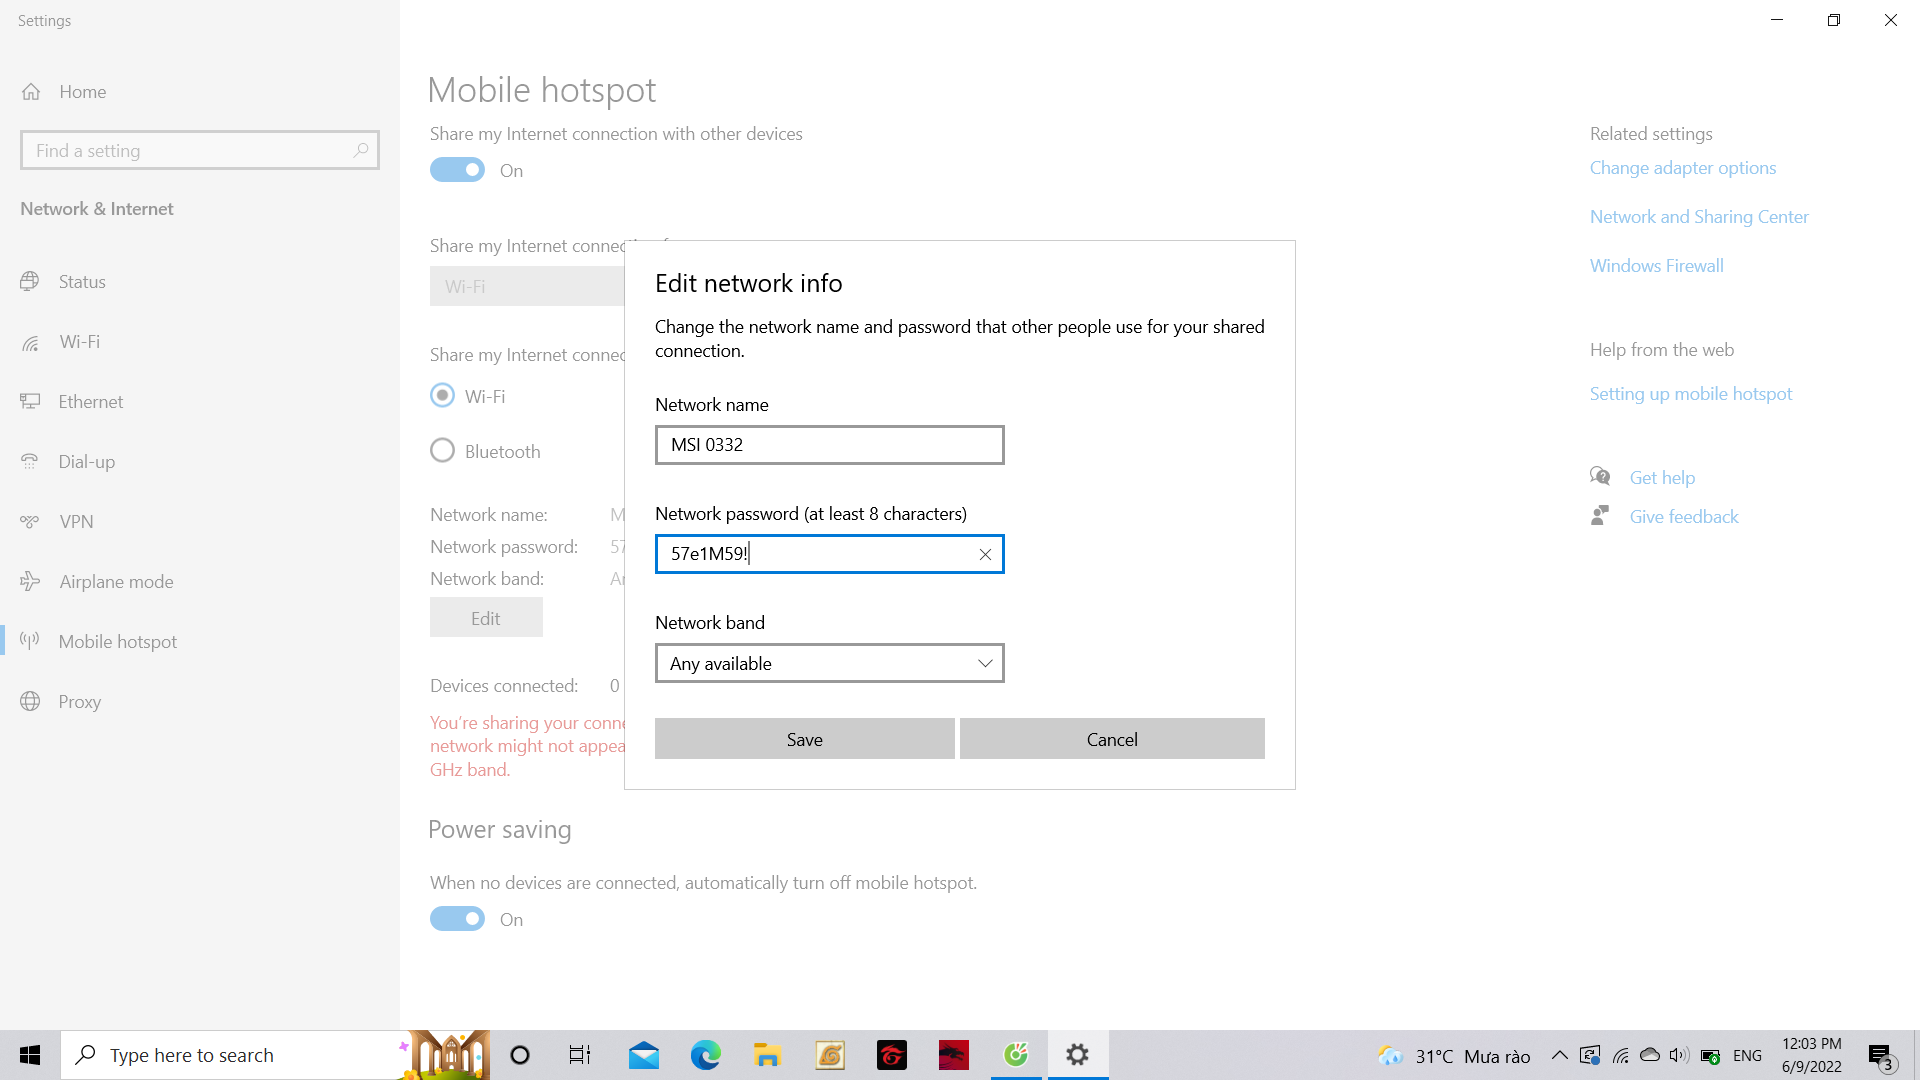 Settings
Home
Find a setting
Network & Internet
Status
Wi-Fi
Ethernet
Dial-up
VPN
Airplane mode
Mobile hotspot
Proxy
Mobile hotspot
Share my Internet connection with other devices
On
Share my Internet
Wi-Fi
Share my Internet
Wi-Fi
Bluetooth
Network name:
Network password: 57
Network band:
Edit
Devices connected: 0
You're sharing your
network might not
GHz band.
Power saving
When no devices are connected, automatically turn off mobile hotspot.
On
Edit network info
Change the network name and password that other people use for your shared
connection.
Network name
MSI 0332
Network password (at least 8 characters)
57e1M59!
Network band
Any available
Save
Cancel
Related settings
Change adapter options
Network and Sharing Center
Windows Firewall
Help from the web
Setting up mobile hotspot
Get help
Give feedback
Type here to search
31°C Mưa rào
ENG
12:03 PM
6/9/2022
3